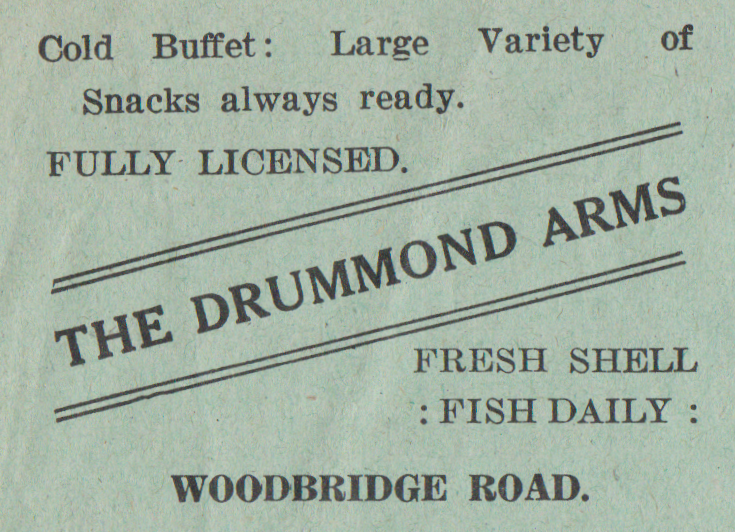 Cold Buffet: Large Variety of
Snacks always ready.
FULLY LICENSED.
THE DRUMMOND ARMS
FRESH SHELL
: FISH DAILY :
WOODBRIDGE ROAD.